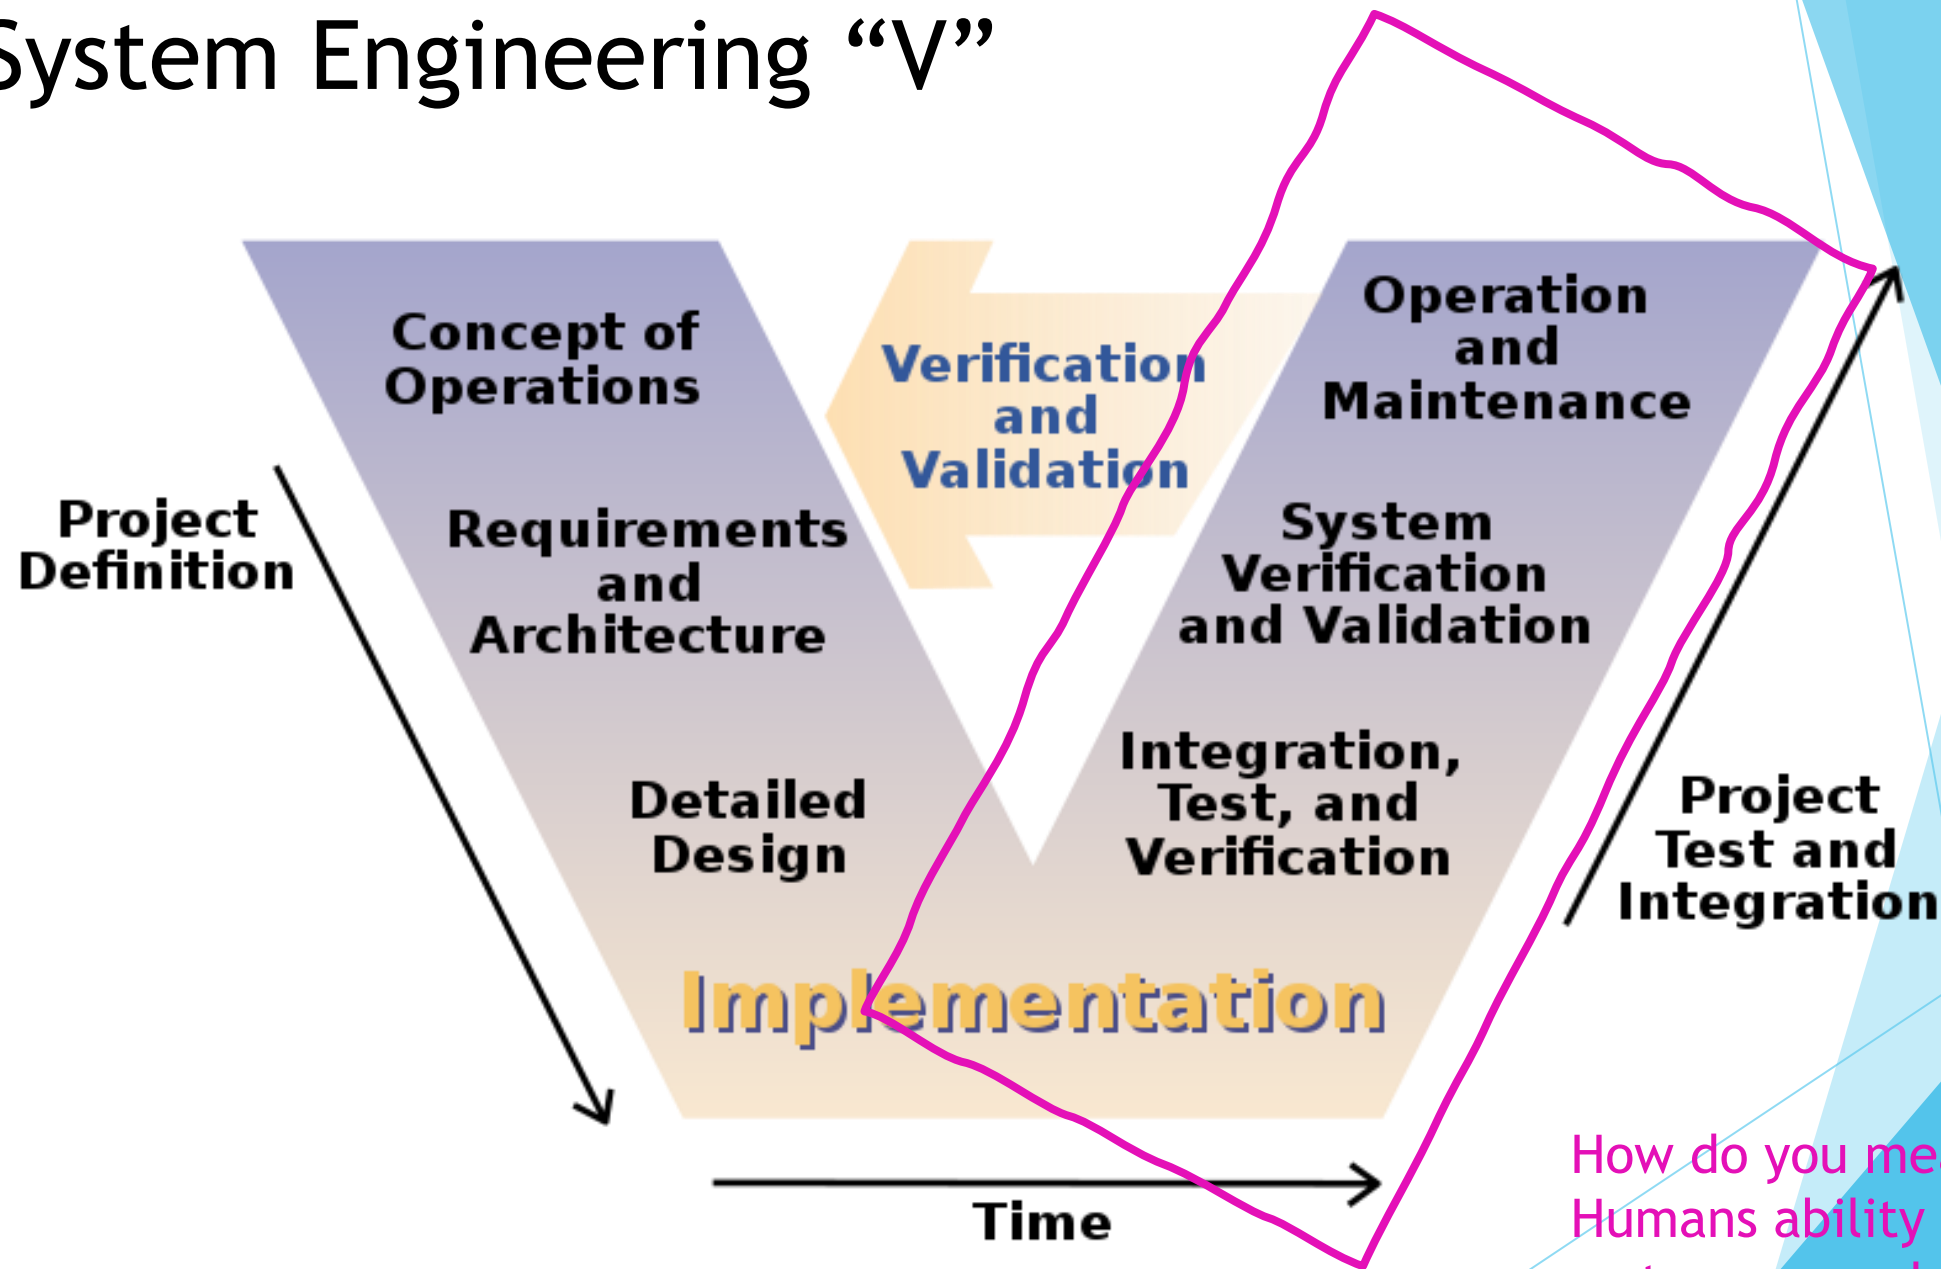 System Engineering “V”
Concept of
Operations
Verification
and
Validation
Operation
and
Maintenance
Project
Definition
Requirements
and
Architecture
System
Verification
and Validation
Detailed
Design
Integration,
Test, and
Verification
Project
Test and
Integration
Implementation
Time
How do you
Humans ability